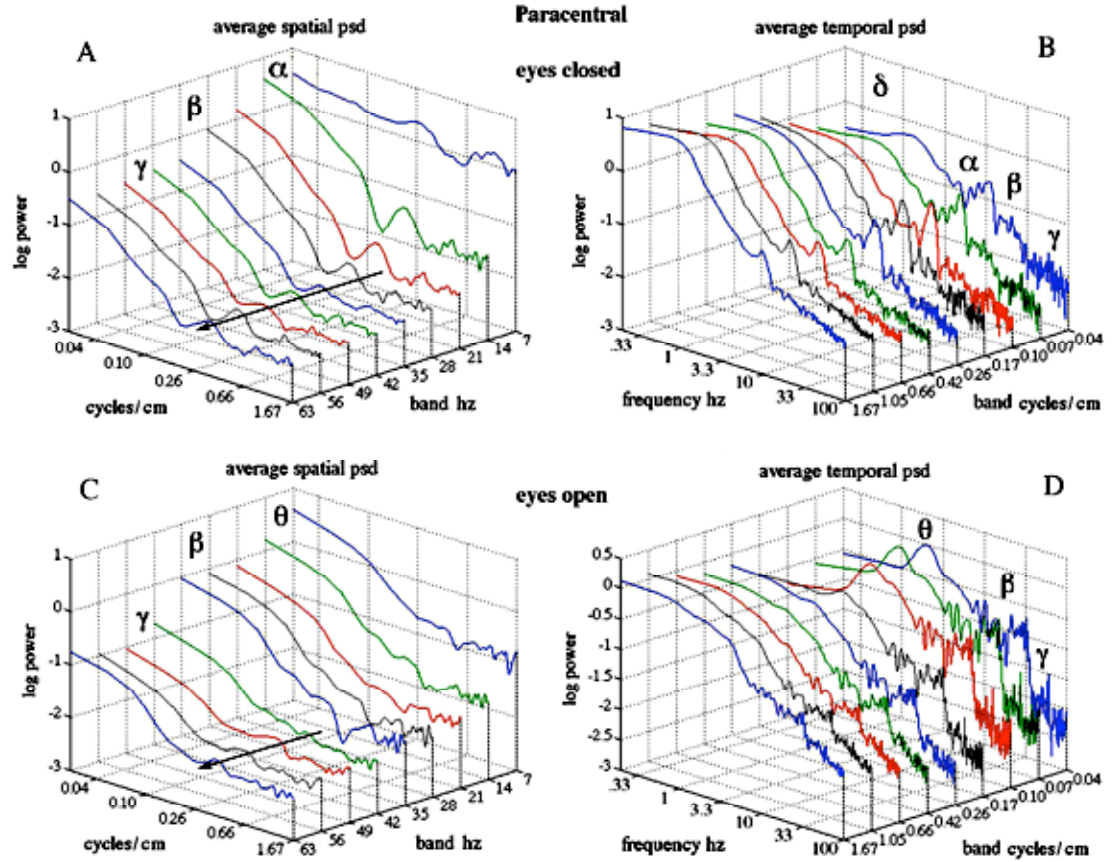 Paracentral
average spatial psd
average temporal psd
A
eyes closed
B
α
β
γ
δ
α
β
γ
log power
1
0
-1
-2
-3
0.04
0.10
0.26
0.66
1.67
cycles/cm
63
56
49
42
35
28
21
14
7
band hz
log power
1
0
-1
-2
-3
.33
1
3.3
10
33
100
frequency hz
1.67
1.05
0.66
0.42
0.26
0.17
0.10
0.07
0.04
band cycles/cm
average spatial psd
average temporal psd
C
eyes open
D
θ
β
γ
θ
β
γ
log power
1
0
-1
-2
-3
0.04
0.10
0.26
0.66
1.67
cycles/cm
63
56
49
42
35
28
21
14
7
band hz
log power
0.5
0
-0.5
-1
-1.5
-2
-2.5
-3
.33
1
3.3
10
33
100
frequency hz
1.67
1.05
0.66
0.42
0.26
0.17
0.10
0.07
0.04
band cycles/cm